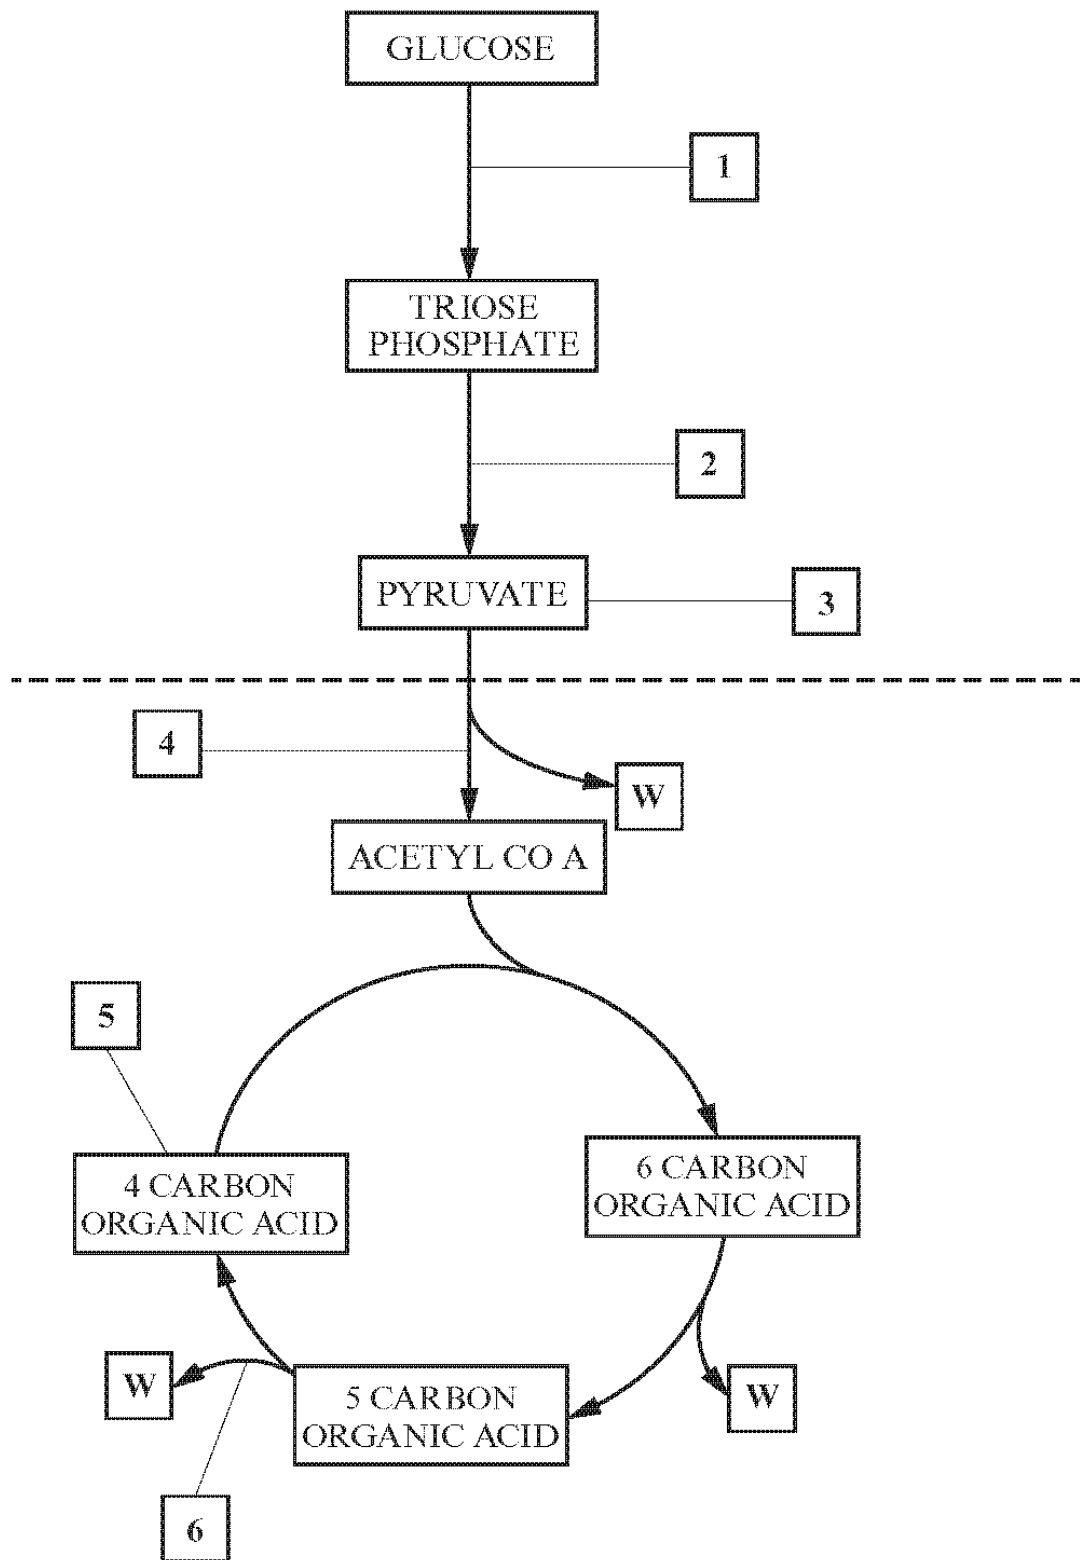 GLUCOSE
1
TRIOSE
PHOSPHATE
2
PYRUVATE
3
4
W
ACETYL CO A
5
4 CARBON
ORGANIC ACID
6 CARBON
ORGANIC ACID
W
5 CARBON
ORGANIC ACID
W
6